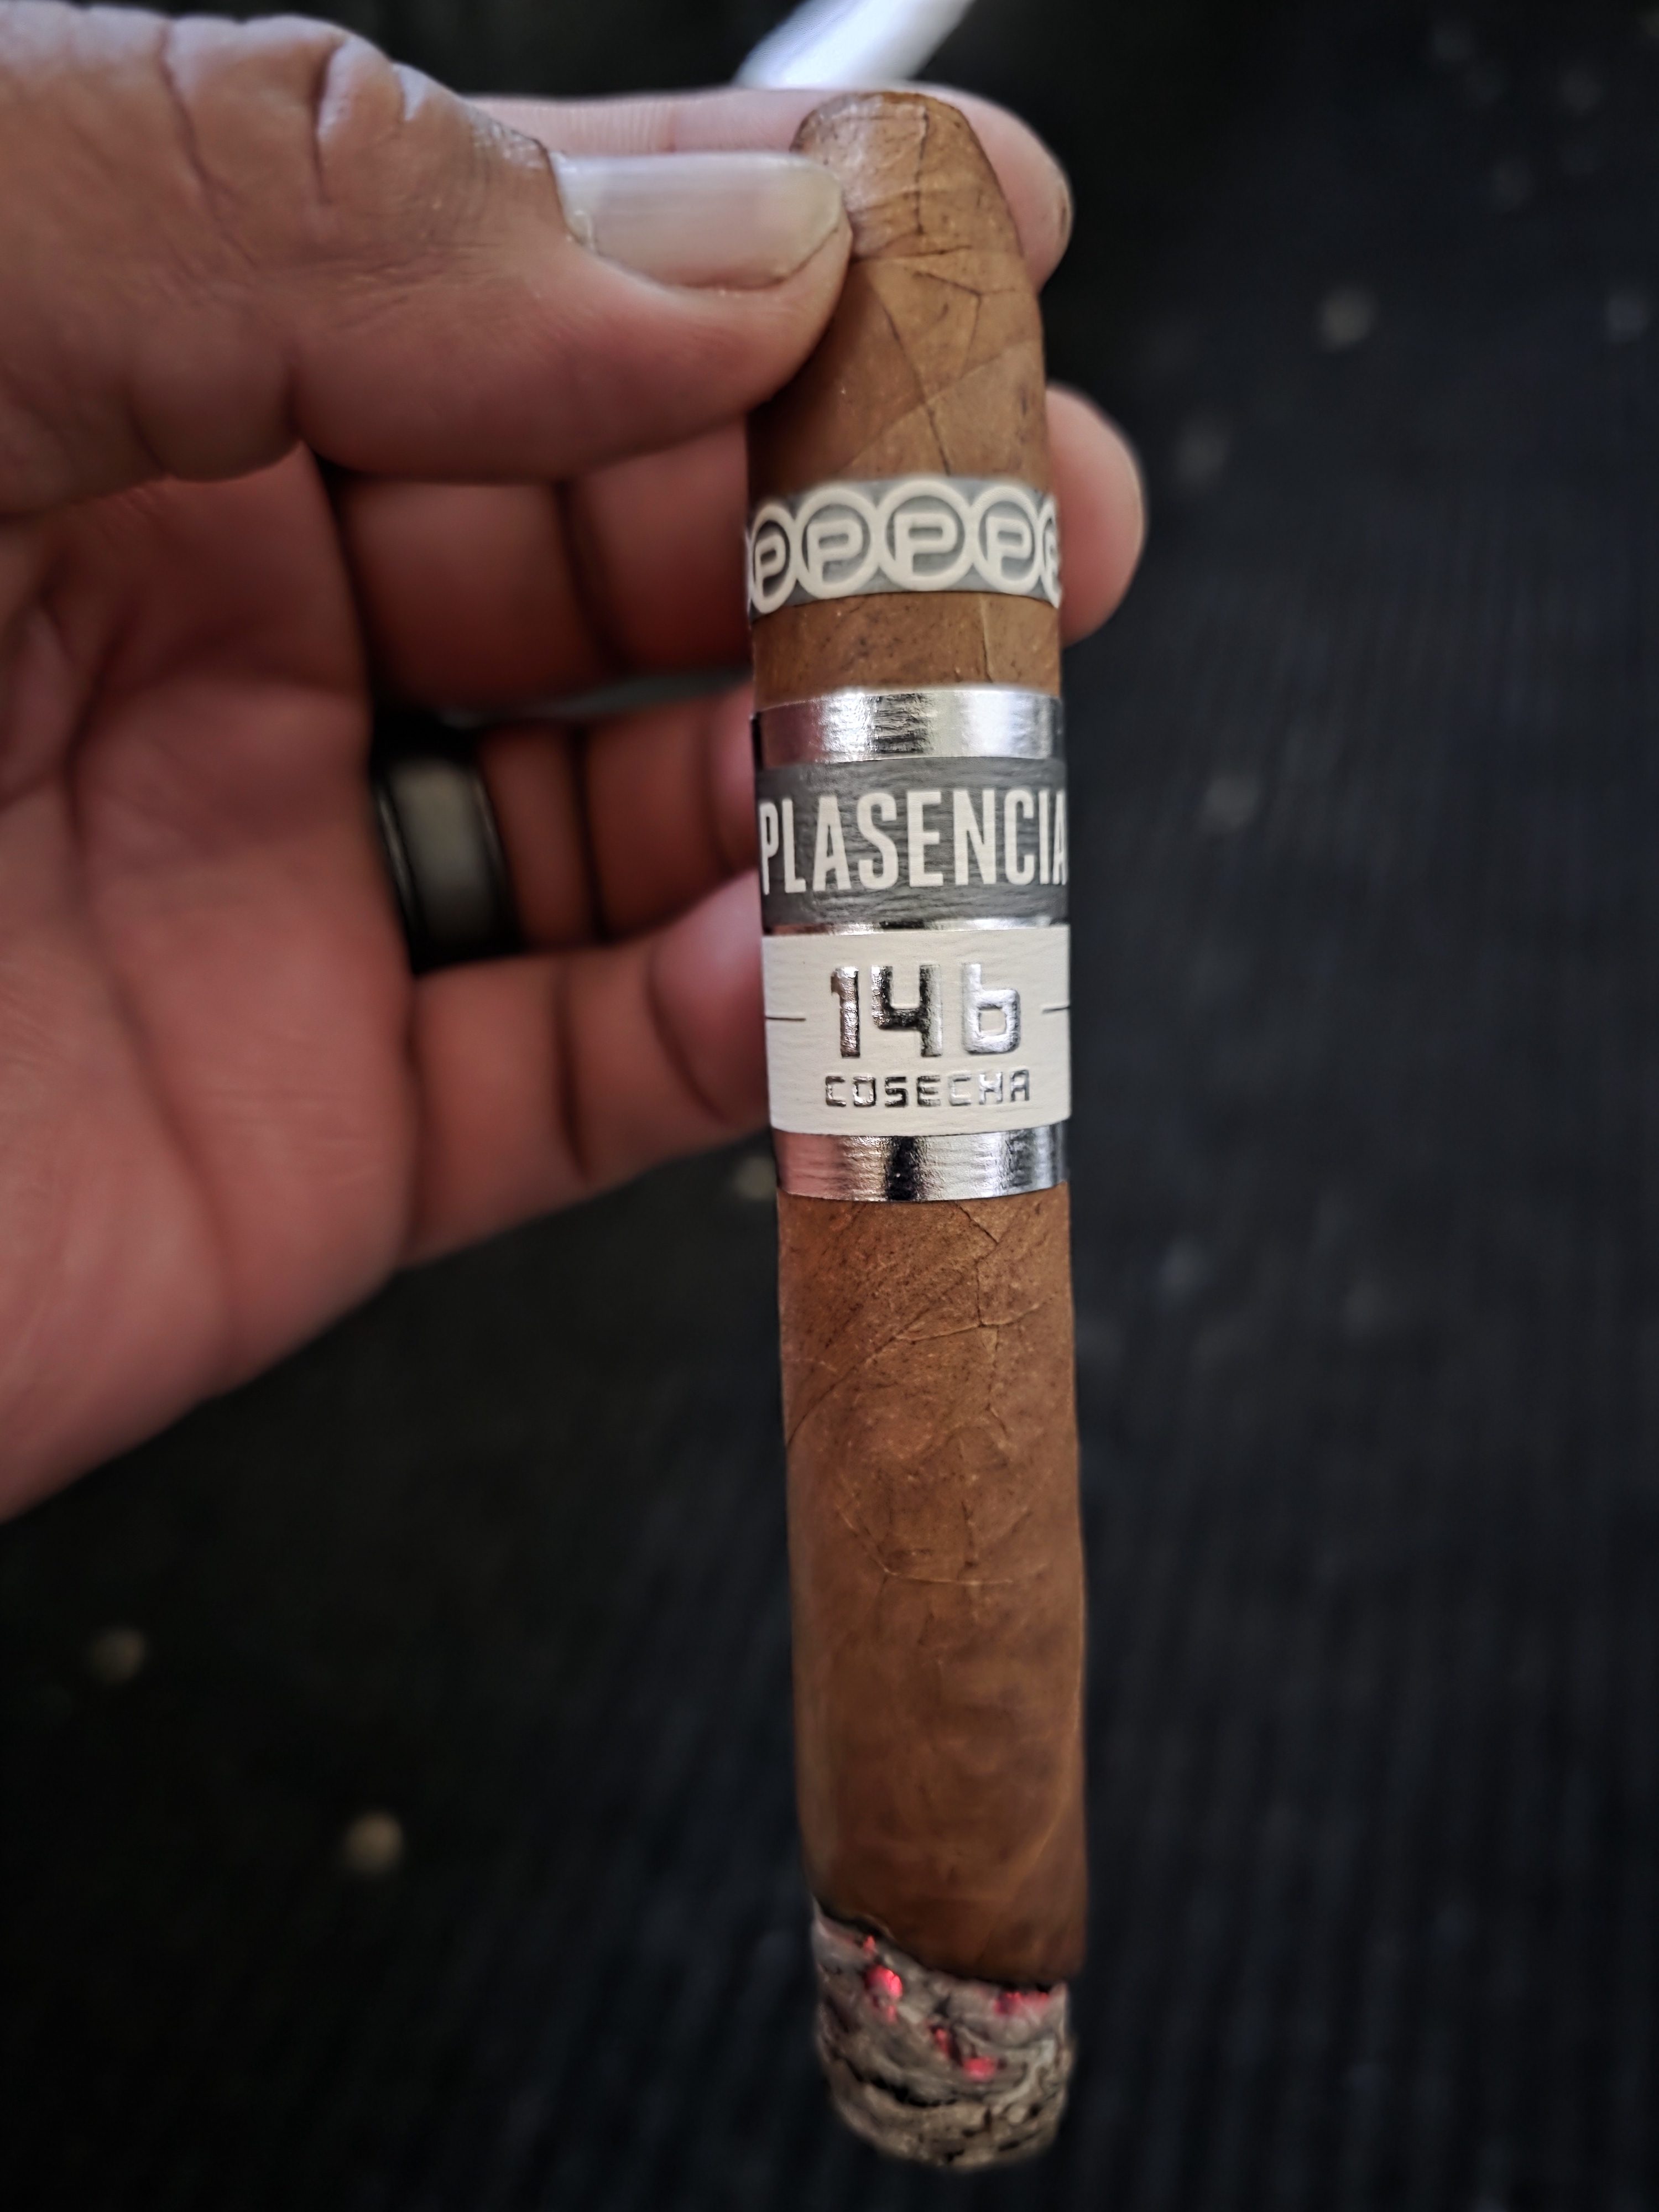 P P P P P
PLASENCIA
146
COSECHA